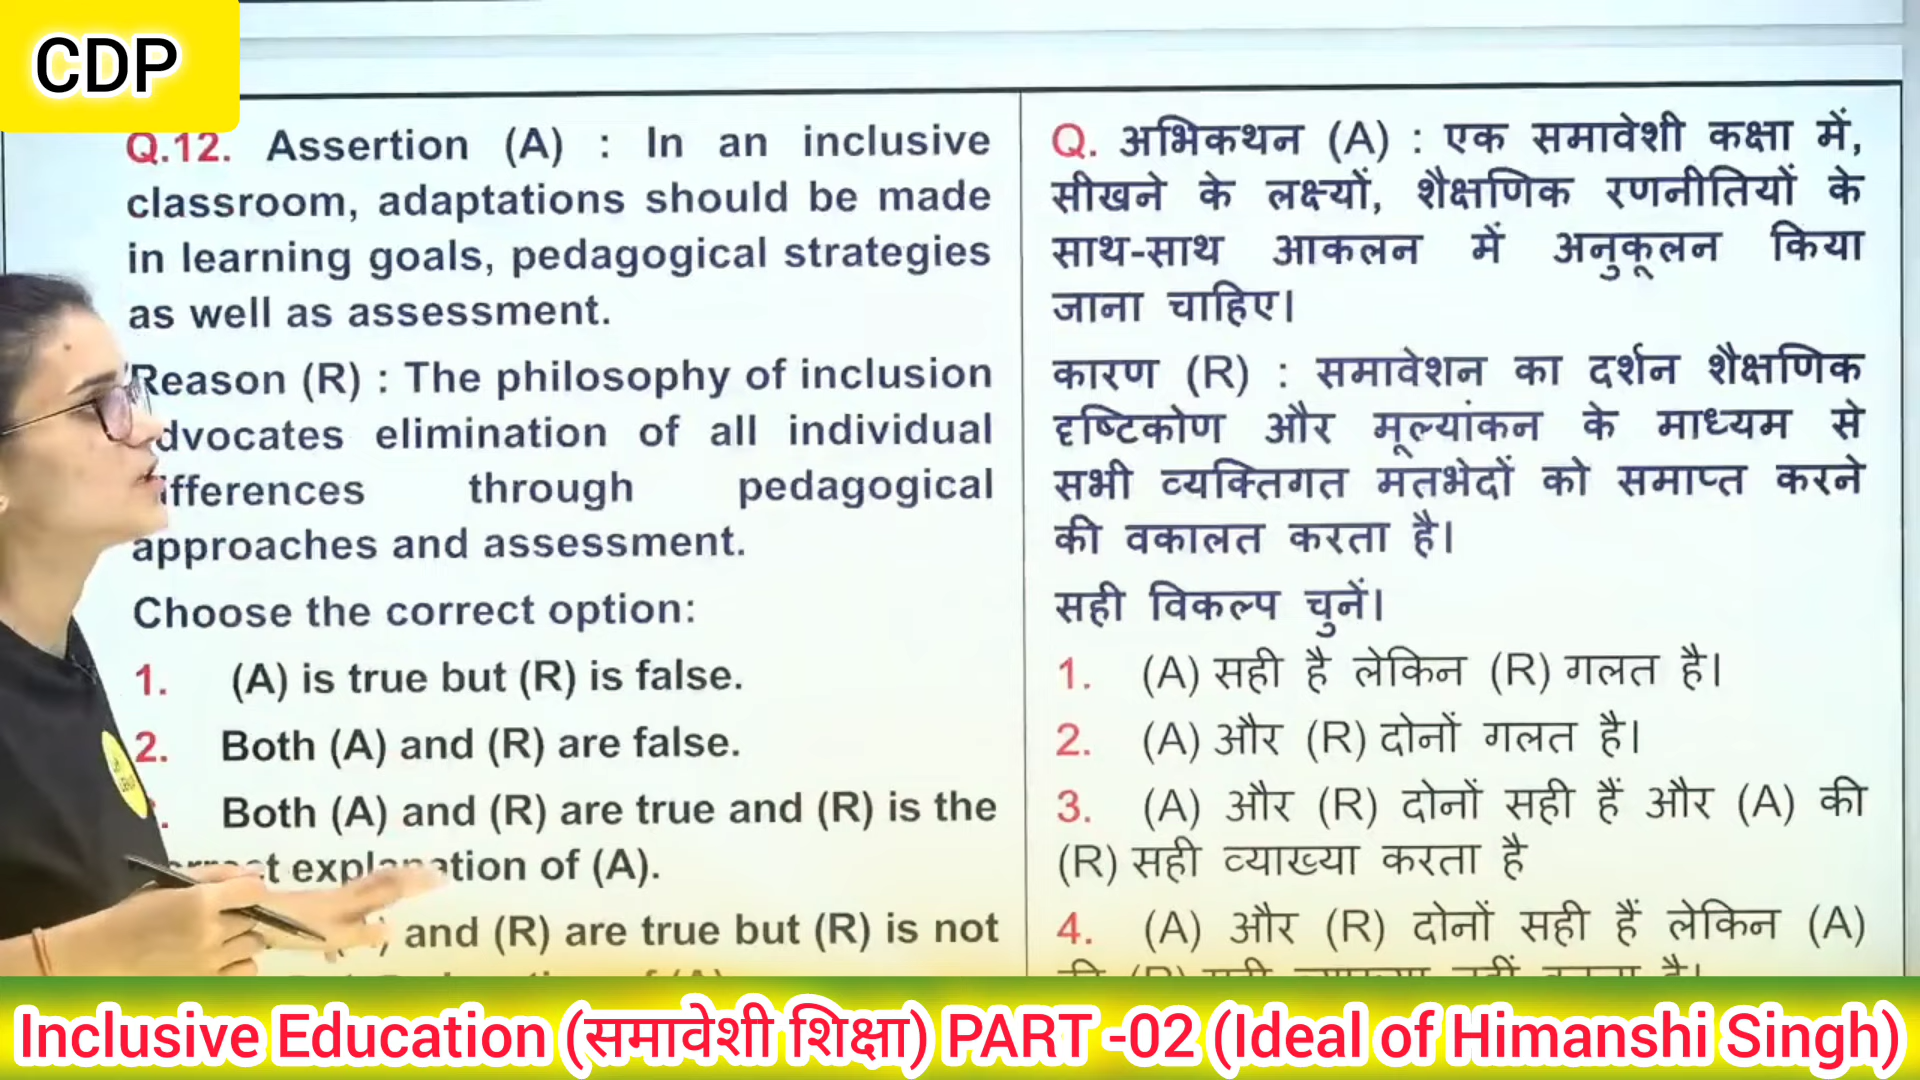 CDP
Q.12. Assertion (A) : In an inclusive
classroom, adaptations should be made
in learning goals, pedagogical strategies
as well as assessment.
Reason (R) : The philosophy of inclusion
dvocates elimination of all individual
ifferences through pedagogical
approaches and assessment.
Choose the correct option:
1. (A) is true but (R) is false.
2. Both (A) and (R) are false.
Both (A) and (R) are true and (R) is the
explanation of (A).
and (R) are true but (R) is not
Q. अभिकथन (A) : एक समावेशी कक्षा में,
सीखने के लक्ष्यों, शैक्षणिक रणनीतियों के
साथ-साथ आकलन में अनुकूलन किया
जाना चाहिए।
कारण (R) : समावेशन का दर्शन शैक्षणिक
दृष्टिकोण और मूल्यांकन के माध्यम से
सभी व्यक्तिगत मतभेदों को समाप्त करने
की वकालत करता है।
सही विकल्प चुनें।
1. (A) सही है लेकिन (R) गलत है।
2. (A) और (R) दोनों गलत है।
3. (A) और (R) दोनों सही हैं और (A) की
(R) सही व्याख्या करता है
4. (A) और (R) दोनों सही हैं लेकिन (A)
Inclusive Education (समावेशी शिक्षा) PART -02 (Ideal of Himanshi Singh)